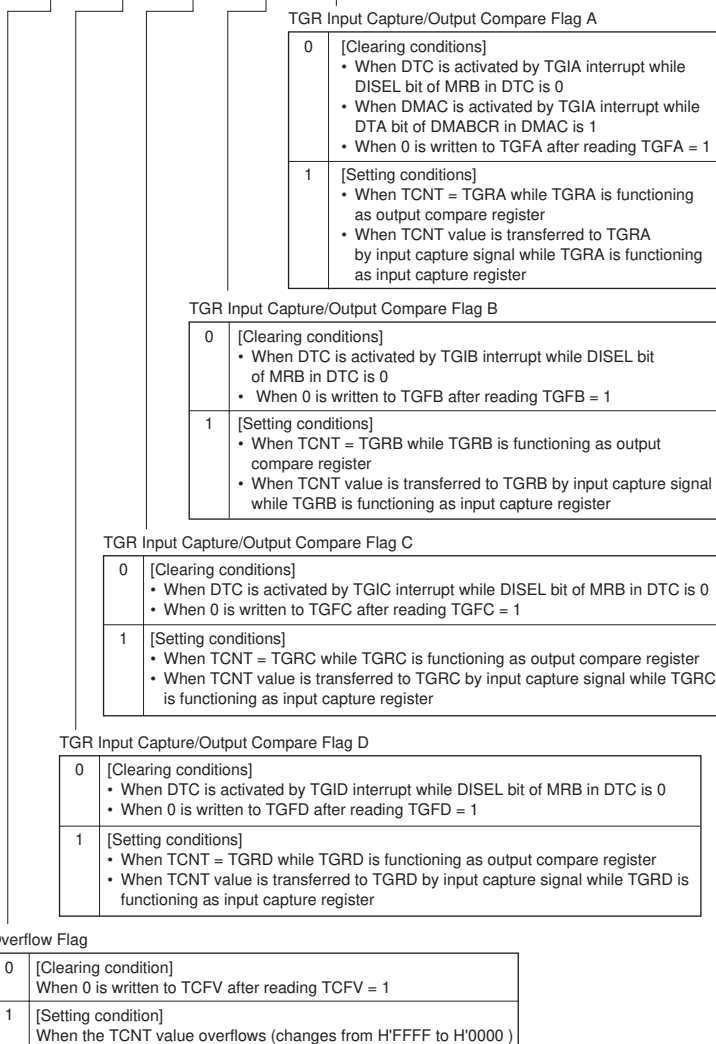 TGR Input Capture/Output Compare Flag A
0 [Clearing conditions]
• When DTC is activated by TGIA interrupt while
DISEL bit of MRB in DTC is 0
• When DMAC is activated by TGIA interrupt while
DTA bit of DMABCR in DMAC is 1
• When 0 is written to TGFA after reading TGFA = 1
1 [Setting conditions]
• When TCNT = TGRA while TGRA is functioning
as output compare register
• When TCNT value is transferred to TGRA
by input capture signal while TGRA is functioning
as input capture register
TGR Input Capture/Output Compare Flag B
0 [Clearing conditions]
• When DTC is activated by TGIB interrupt while DISEL bit
of MRB in DTC is 0
• When 0 is written to TGFB after reading TGFB = 1
1 [Setting conditions]
• When TCNT = TGRB while TGRB is functioning as output
compare register
• When TCNT value is transferred to TGRB by input capture signal
while TGRB is functioning as input capture register
TGR Input Capture/Output Compare Flag C
0 [Clearing conditions]
• When DTC is activated by TGIC interrupt while DISEL bit of MRB in DTC is 0
• When 0 is written to TGFC after reading TGFC = 1
1 [Setting conditions]
• When TCNT = TGRC while TGRC is functioning as output compare register
• When TCNT value is transferred to TGRC by input capture signal while TGRC
is functioning as input capture register
TGR Input Capture/Output Compare Flag D
0 [Clearing conditions]
• When DTC is activated by TGID interrupt while DISEL bit of MRB in DTC is 0
• When 0 is written to TGFD after reading TGFD = 1
1 [Setting conditions]
• When TCNT = TGRD while TGRD is functioning as output compare register
• When TCNT value is transferred to TGRD by input capture signal while TGRD is
functioning as input capture register
verflow Flag
0 [Clearing condition]
When 0 is written to TCFV after reading TCFV = 1
1 [Setting condition]
When the TCNT value overflows (changes from H'FFFF to H'0000 )